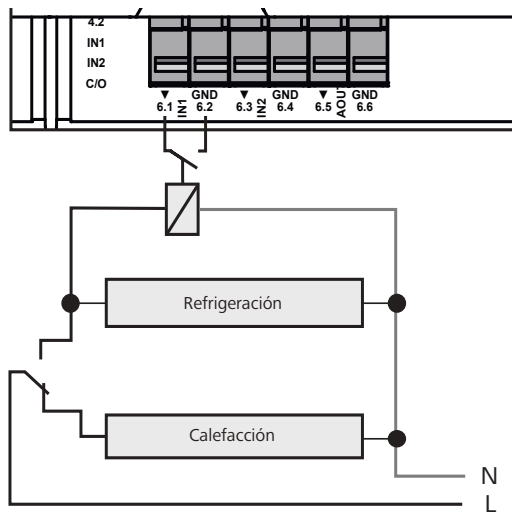 4.2
IN1
IN2
C/O
▼ GND ▼ GND ▼ GND
6.1 IN1 6.2 6.3 IN2 6.4 6.5 6.6
Refrigeración
Calefacción
N
L